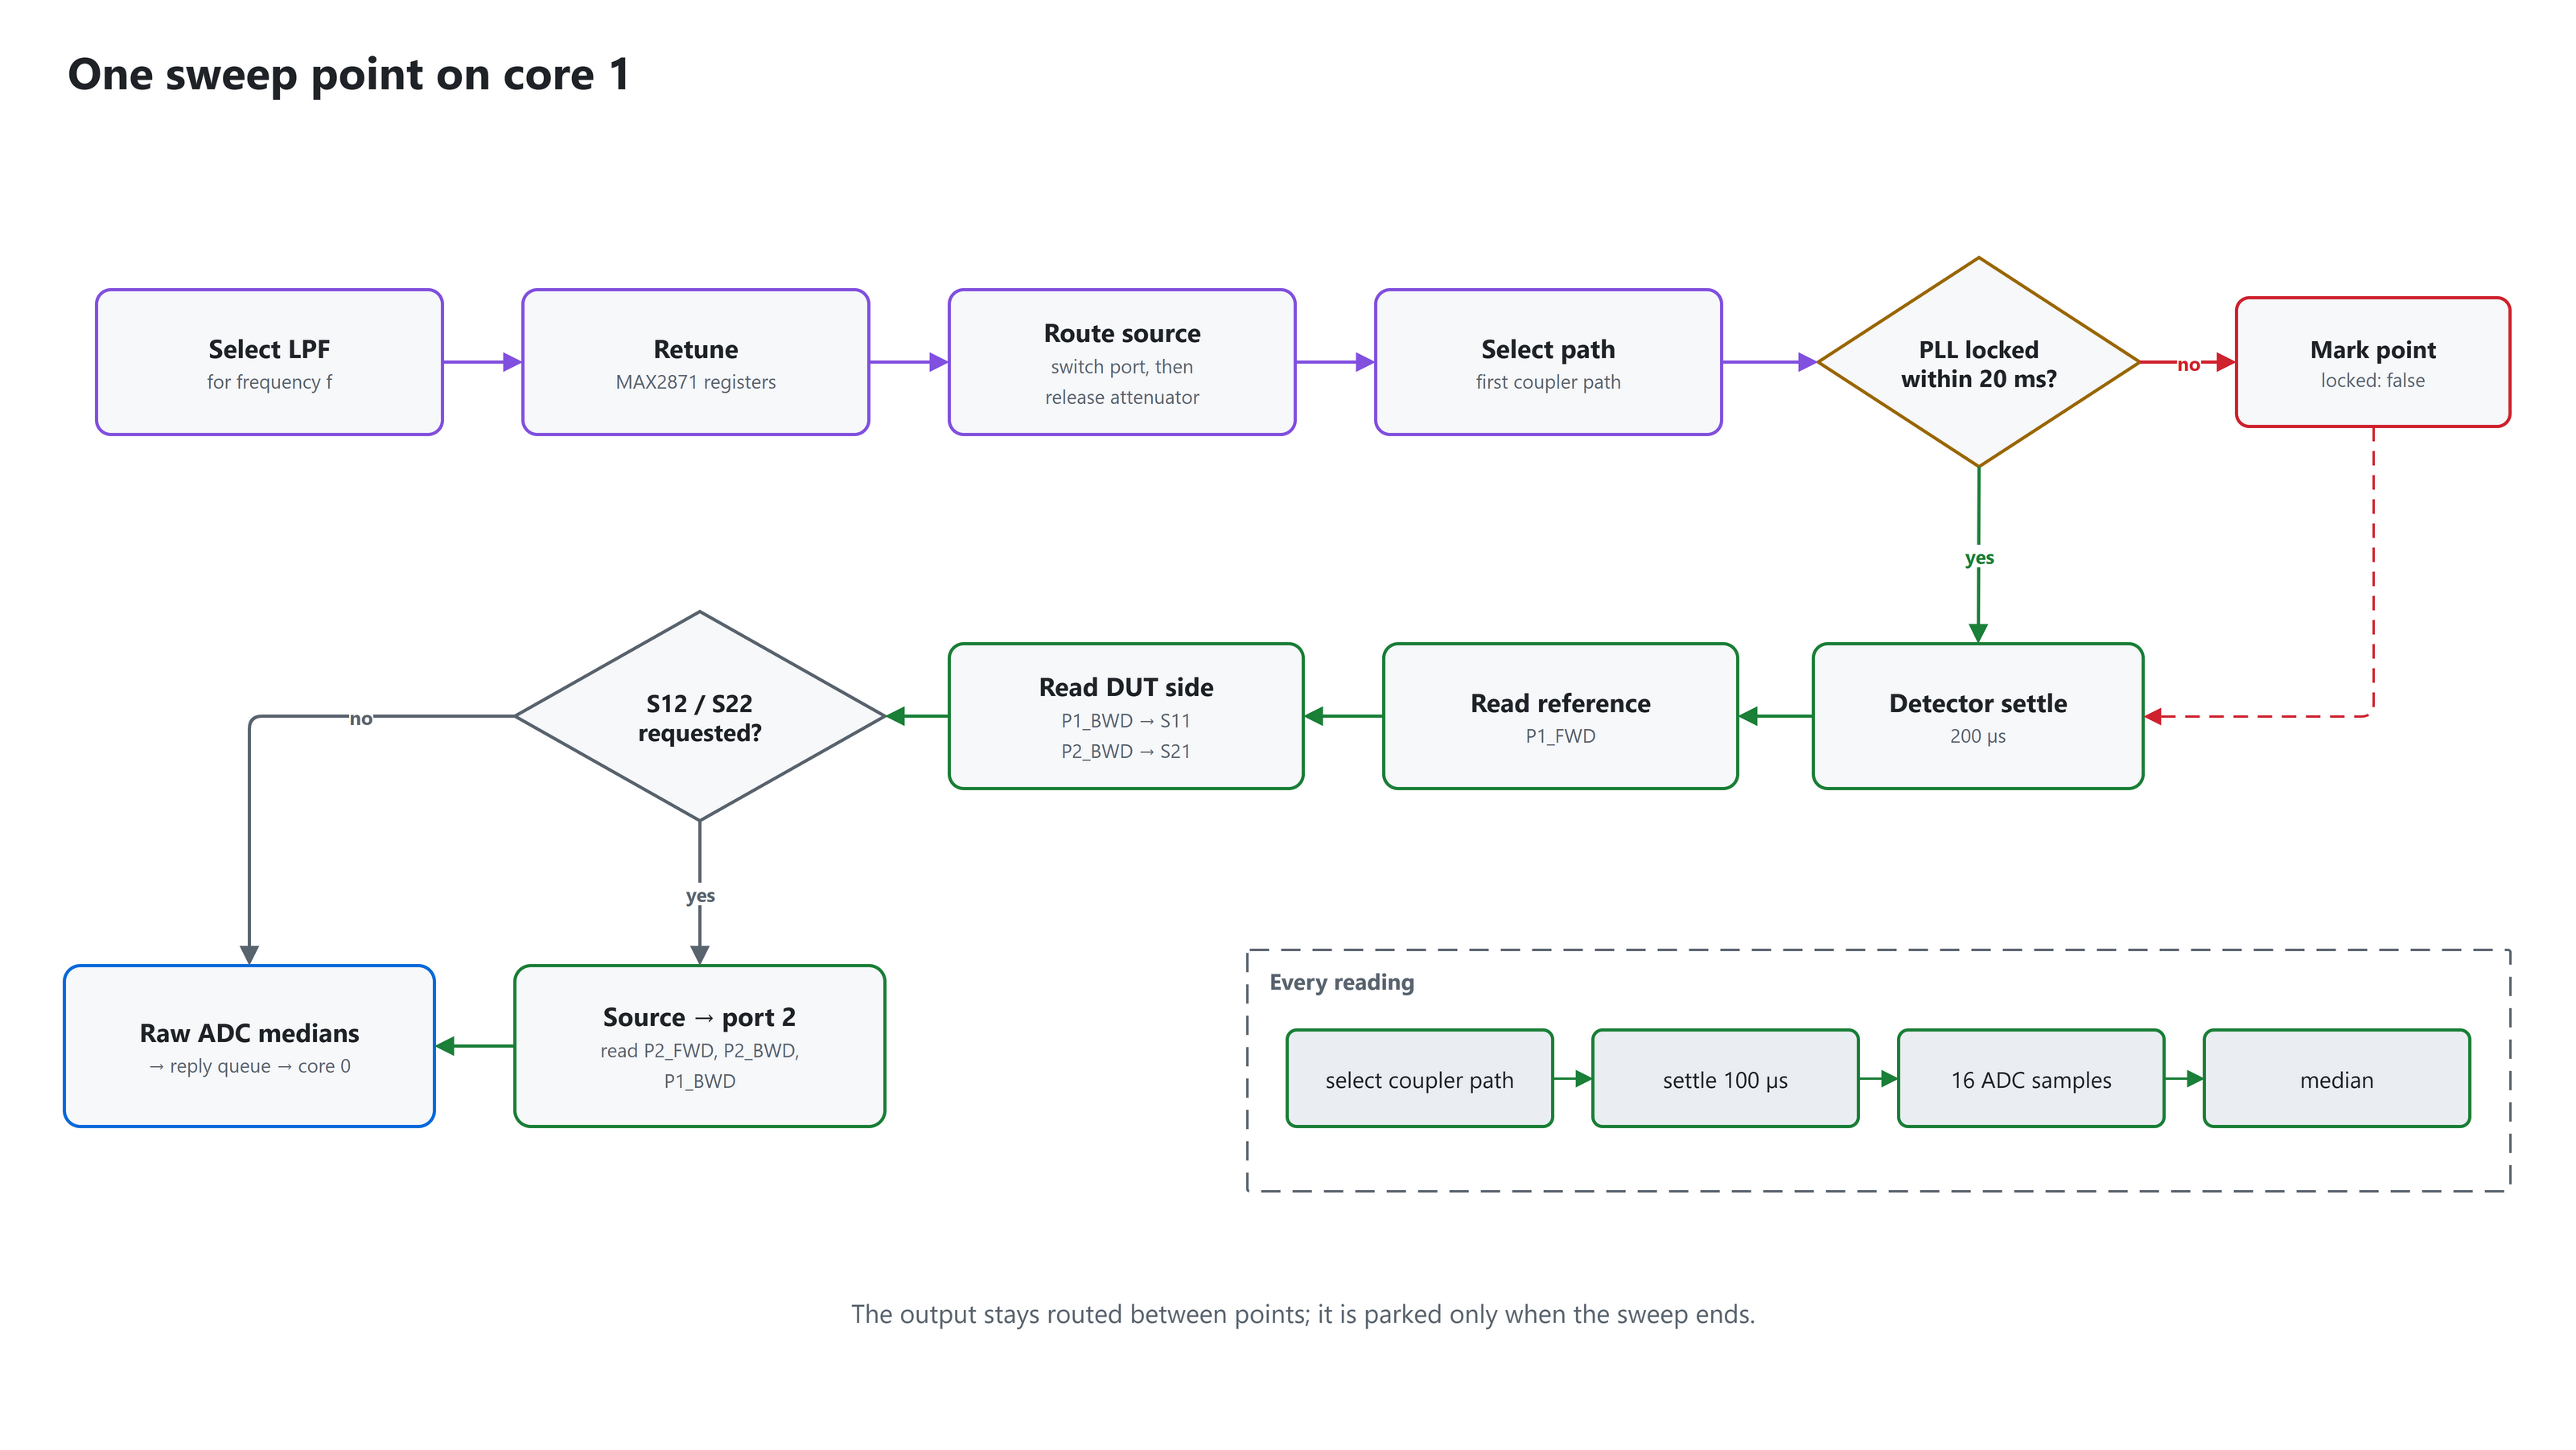 One sweep point on core 1
Select LPF
for frequency f
Retune
MAX2871 registers
Route source
switch port, then
release attenuator
Select path
first coupler path
PLL locked
within 20 ms?
no
Mark point
locked: false
yes
Detector settle
200 µs
Read reference
P1_FWD
Read DUT side
P1_BWD → S11
P2_BWD → S21
S12 / S22
requested?
no
yes
Source → port 2
read P2_FWD, P2_BWD,
P1_BWD
Raw ADC medians
→ reply queue → core 0
Every reading
select coupler path
settle 100 µs
16 ADC samples
median
The output stays routed between points; it is parked only when the sweep ends.